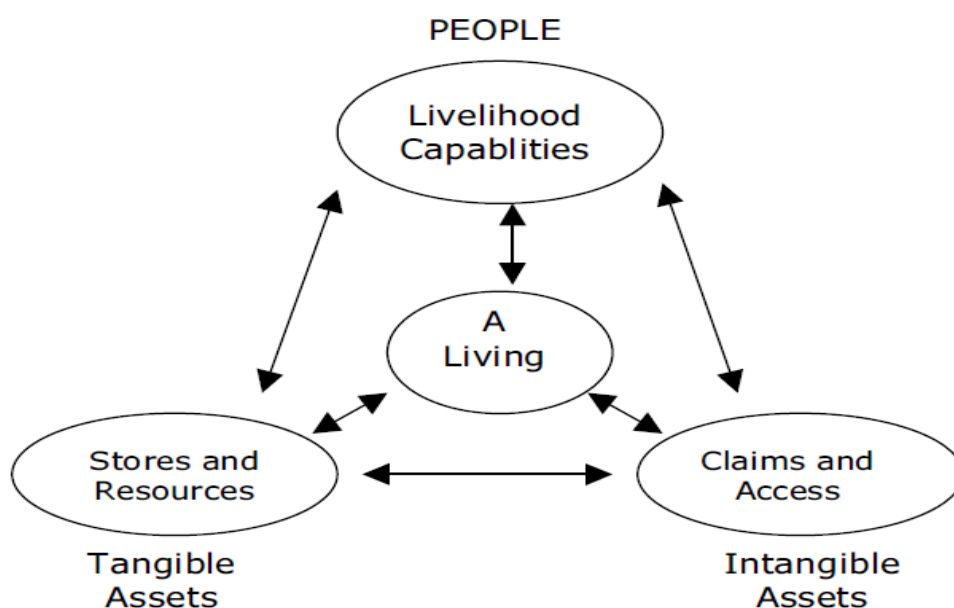 PEOPLE
Livelihood
Capablities
A
Living
Stores and
Resources
Claims and
Access
Tangible
Assets
Intangible
Assets